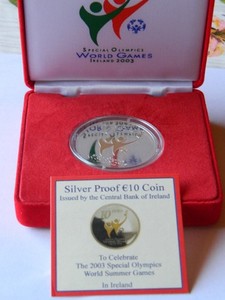 Special Olympics
World Games
Ireland 2003
Silver Proof €10 Coin
Issued by the Central Bank of Ireland
10
To Celebrate
The 2003 Special Olympics
World Summer Games
In Ireland